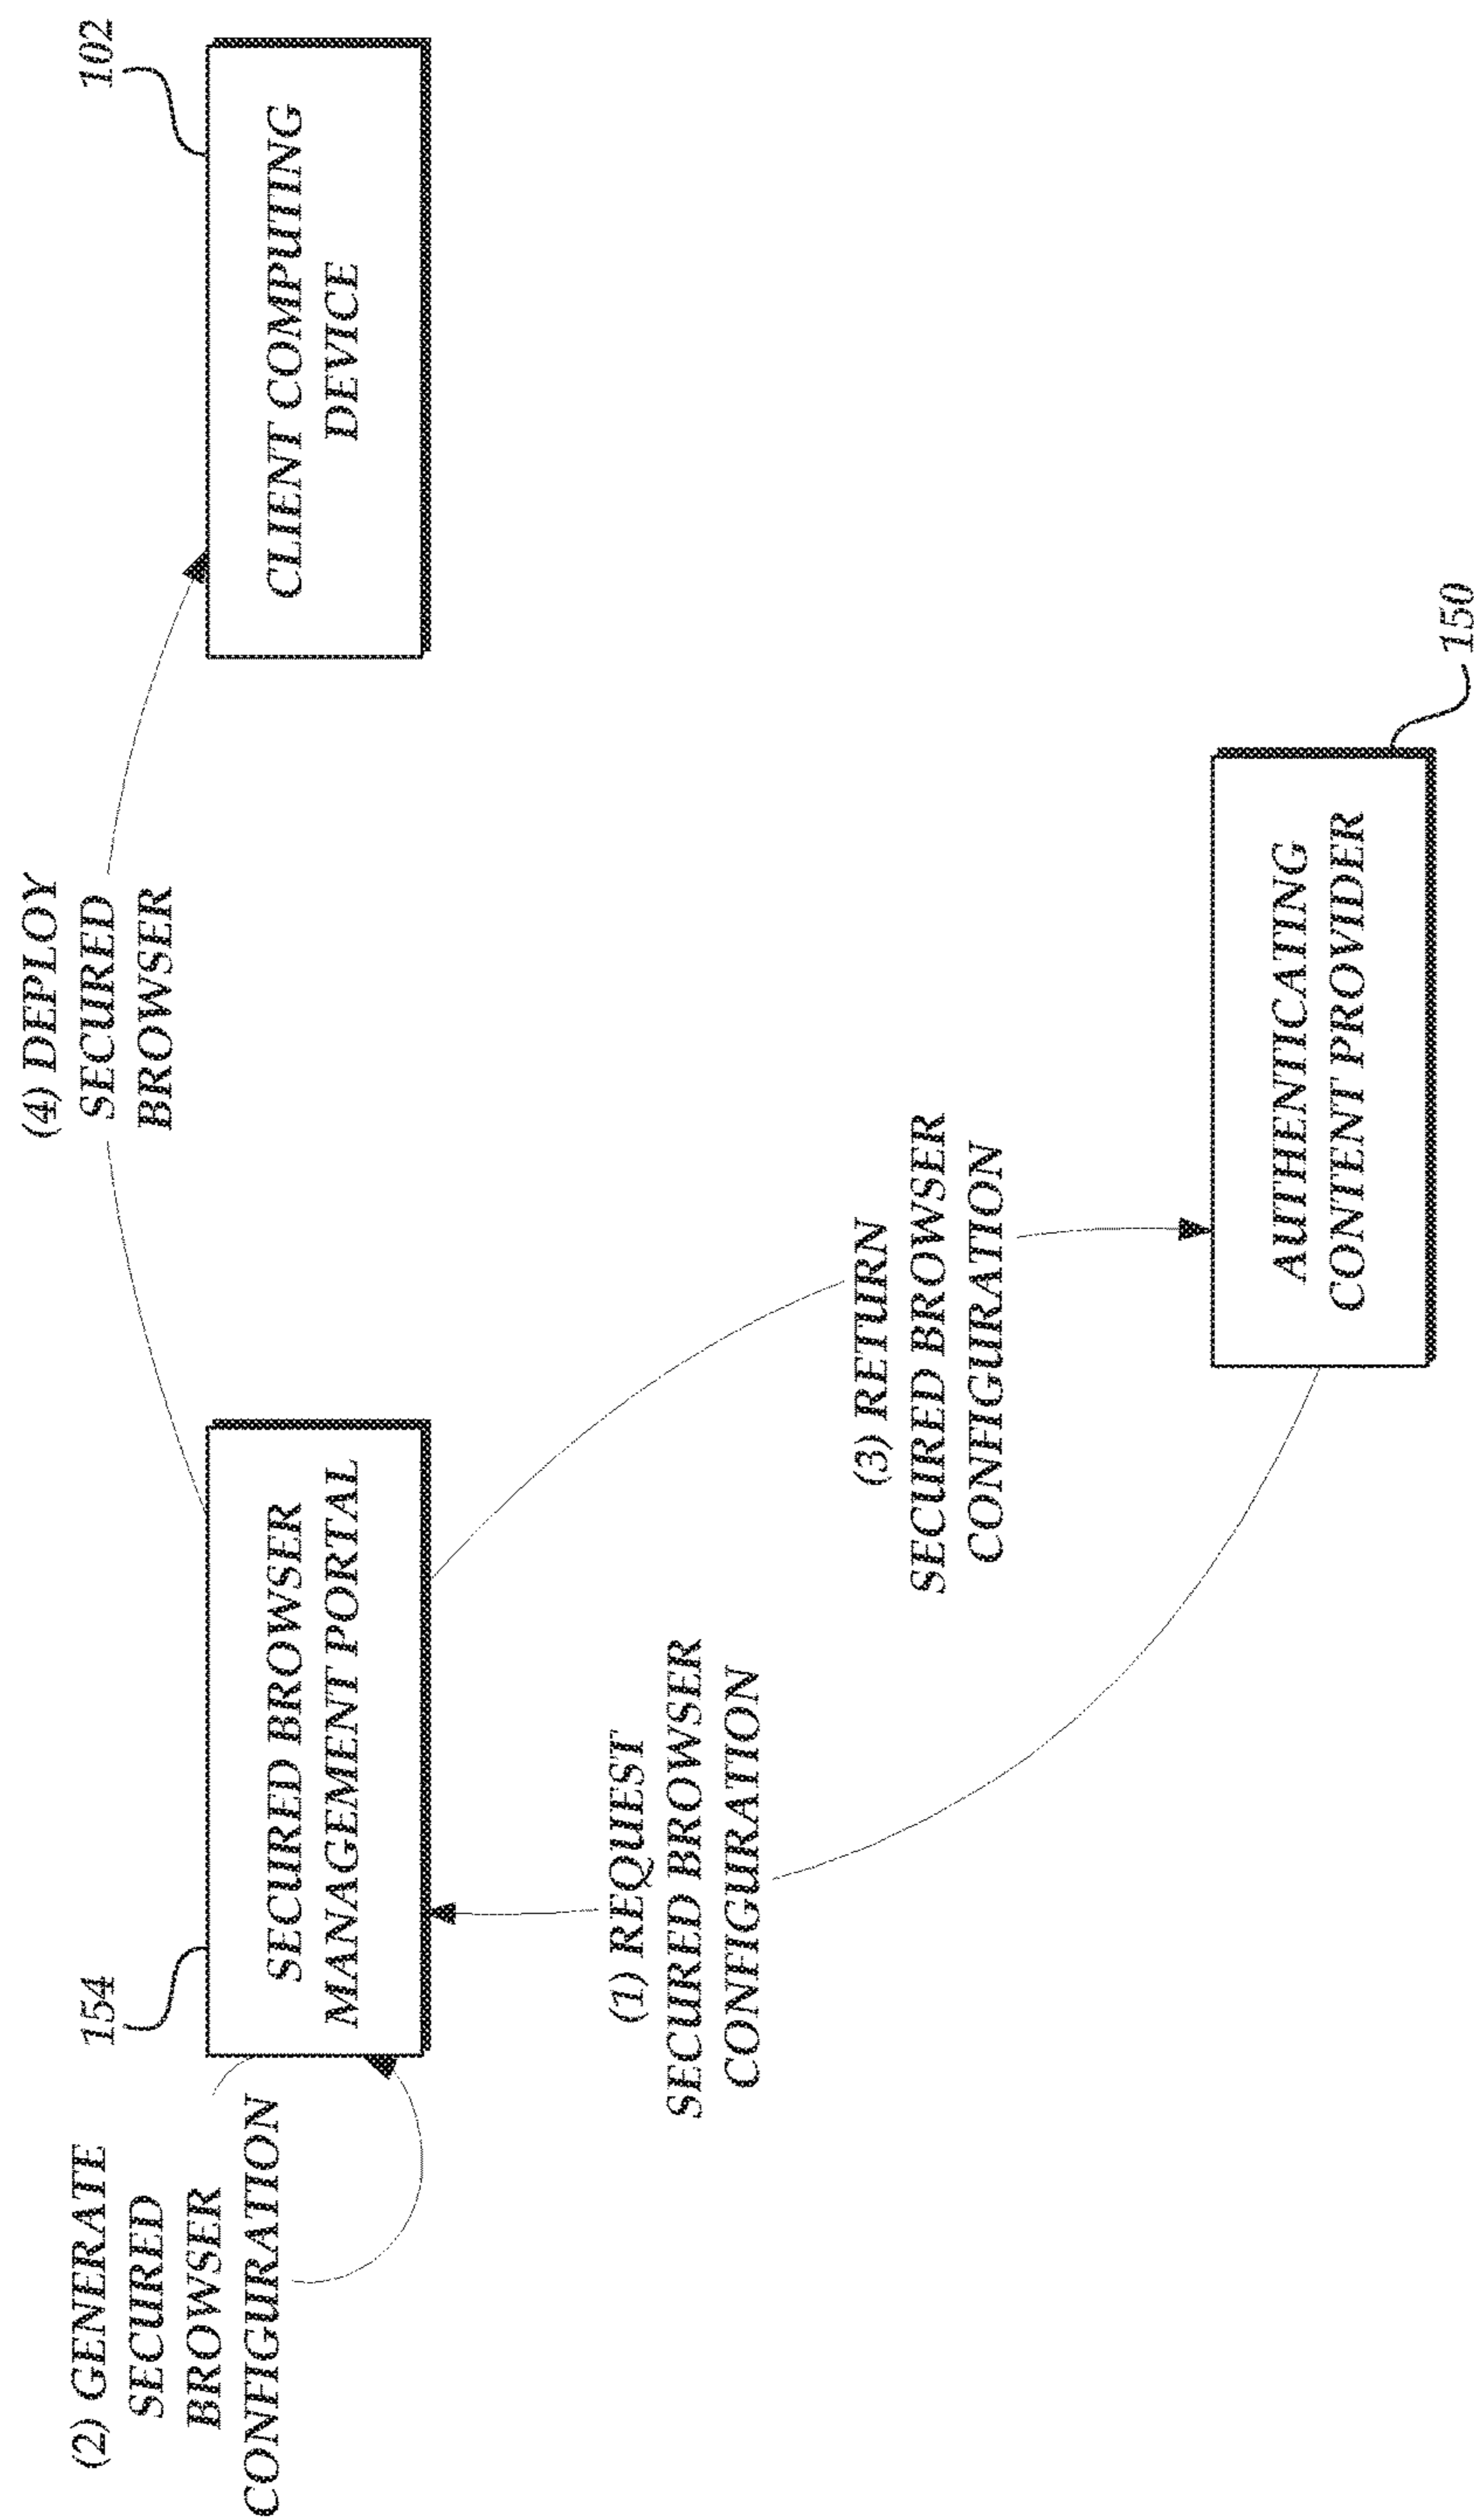 (2) GENERATE
SECURED
BROWSER
CONFIGURATION
154
SECURED BROWSER
MANAGEMENT PORTAL
(4) DEPLOY
SECURED
BROWSER
102
CLIENT COMPUTING
DEVICE
(1) REQUEST
SECURED BROWSER
CONFIGURATION
(3) RETURN
SECURED BROWSER
CONFIGURATION
AUTHENTICATING
CONTENT PROVIDER
150